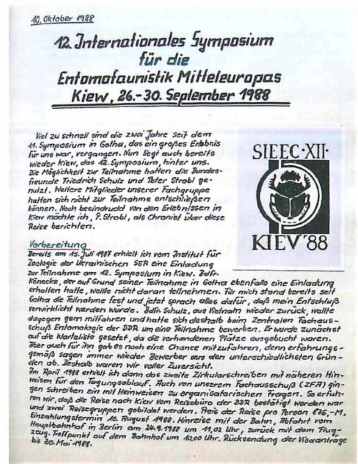 10. Oktober 1988
12. Internationales Symposium
für die
Entomofaunistik Mitteleuropas
Kiew, 26.-30. September 1988
Viel zu schnell sind die zwei Jahre seit dem
11. Symposium in Gotha, das ein großes Erlebnis
für uns war, vergangen. Nun liegt auch bereits
wieder Kiew, das 12. Symposium, hinter uns.
Die Möglichkeit zur Teilnahme hatten die Bundes-
freunde Friedrich Schulz und Peter Strobl ge-
nutzt. Weitere Mitglieder unserer Fachgruppe
hatten sich nicht zur Teilnahme entschließen
können. Noch beeindruckt von den Erlebnissen in
Kiew möchte ich, P. Strobl, als Chronist über diese
Reise berichten.
SIEEC·XII·
KIEV '88
Vorbereitung
Bereits am 15. Juli 1987 erhielt ich vom Institut für
Zoologie der Ukrainischen SSR eine Einladung
zur Teilnahme am 12. Symposium in Kiew. Bdfr.
Könecke, der auf Grund seiner Teilnahme in Gotha ebenfalls eine Einladung
erhalten hatte, wollte nicht daran teilnehmen. Für mich stand bereits seit
Gotha die Teilnahme fest und jetzt sprach alles dafür, daß mein Entschluß
verwirklicht werden würde. Bdfr. Schulz, aus wieder zurück, wollte
dagegen gern mitfahren und hatte sich deshalb beim Zentralen Fachaus-
schuß Entomologie der DDR um eine Teilnahme beworben. Er wurde zunächst
auf die Warteliste gesetzt, da die vorhandenen Plätze ausgebucht waren.
Aber auch für ihn gab es noch eine Chance mitzufahren, denn erfahrungs-
gemäß sagen immer wieder Bewerber aus den unterschiedlichsten Grün-
den ab. Deshalb waren wir voller Zuversicht.
Im April 1988 erhielt ich dann das zweite Zirkularschreiben mit näheren Hin-
weisen für den Tagungsablauf. Auch von unserem Fachausschuß (ZFA) gin-
gen Schreiben ein mit Hinweisen zu organisatorischen Fragen. So erfuh-
ren wir, daß die Reise nach Kiew vom Reisebüro der DDR bestätigt worden war
und zwei Reisegruppen gebildet werden. Preis der Reise pro Person -,M,
Einzahlungstermin 10. August 1988. Hinreise mit der Bahn, Abfahrt vom
Hauptbahnhof in Berlin am 24.9.1988 um 11,02 Uhr, zurück mit dem Flug-
zeug. Treffpunkt auf dem Bahnhof um Uhr. Rücksendung der Visaanträge
bis 20. Mai 1988.